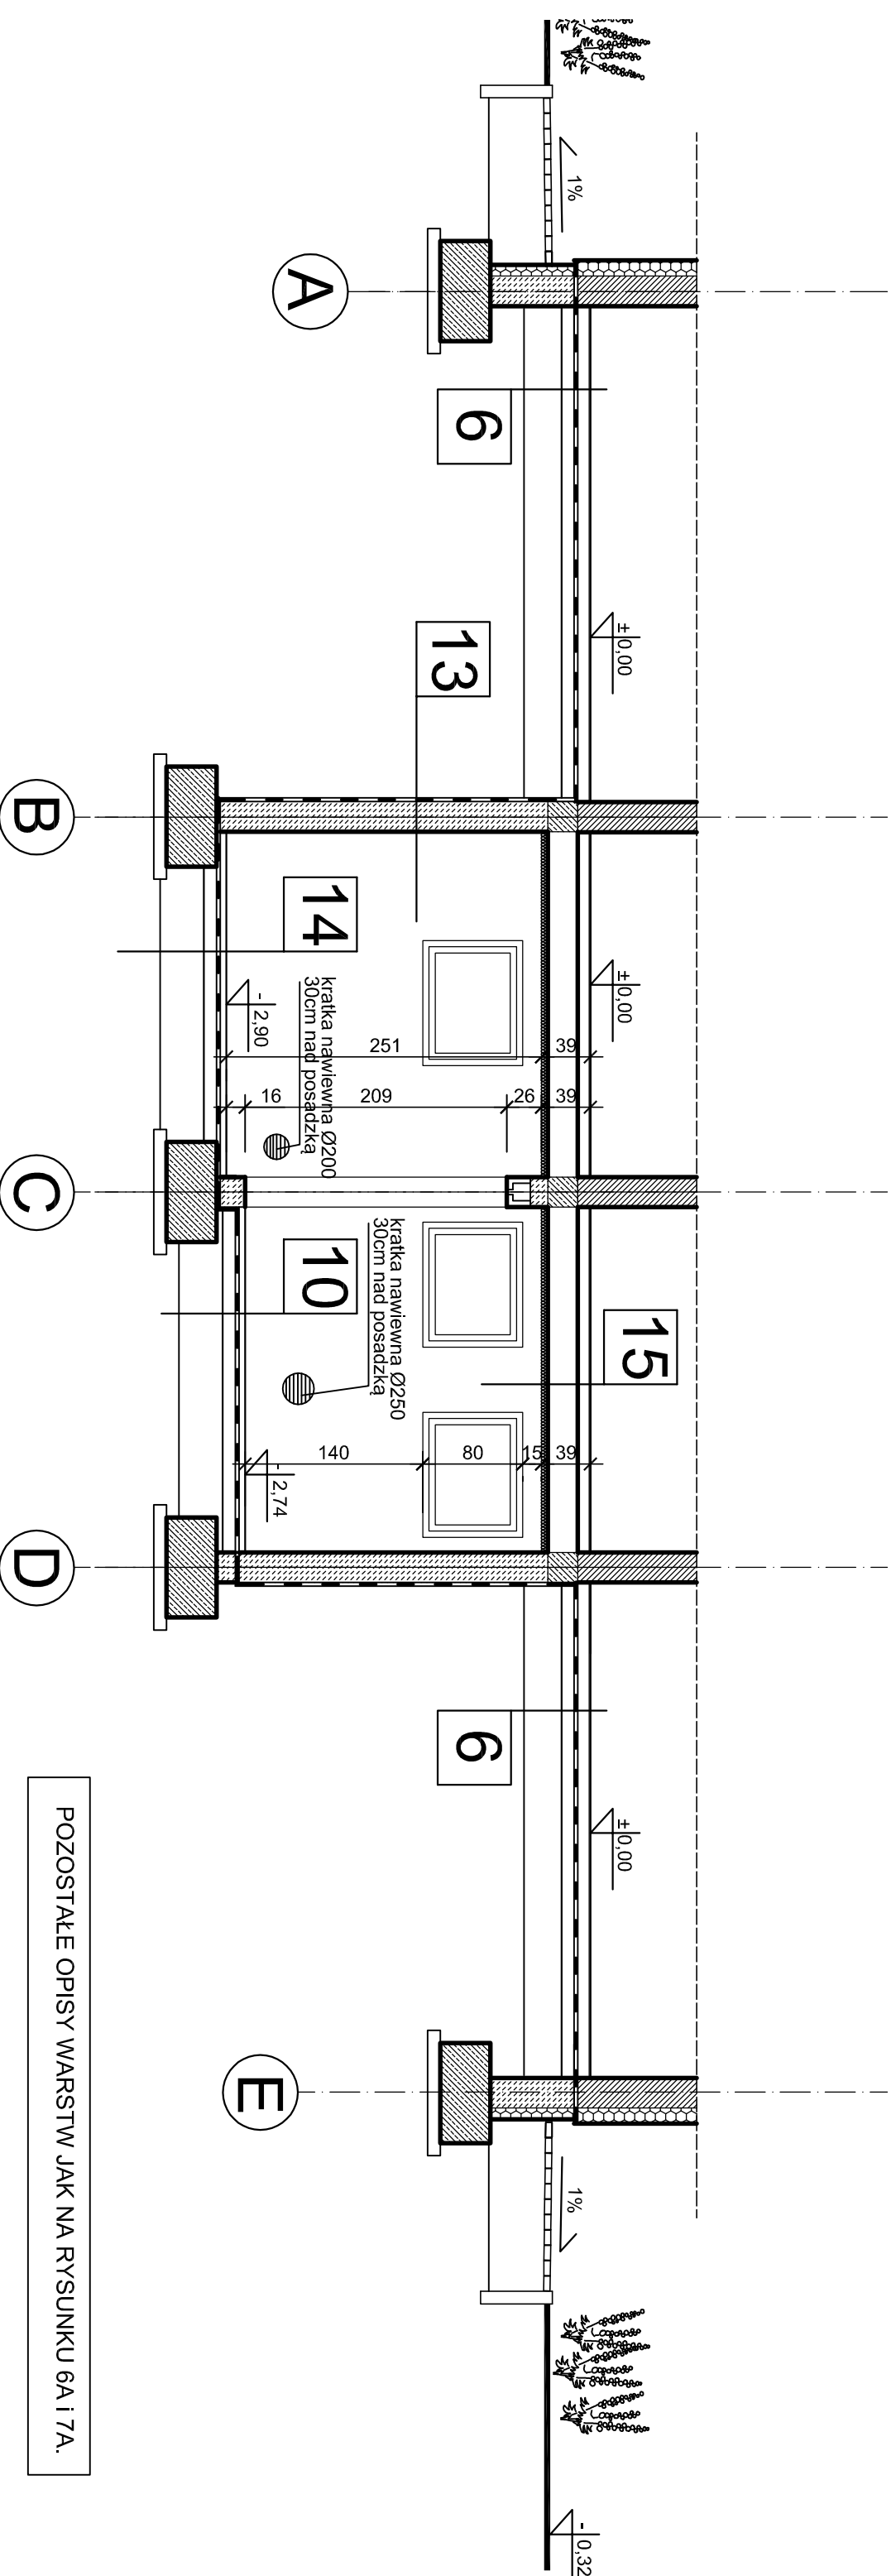 1%
A
6
±0,00
13
B
14
±0,00
- 2,90
kratka nawiewna Ø200
30cm nad posadzką
251
39
16
209
26
39
C
10
kratka nawiewna Ø250
30cm nad posadzką
15
140
80
15
39
- 2,74
D
6
±0,00
E
1%
- 0,32
POZOSTAŁE OPISY WARSTW JAK NA RYSUNKU 6A i 7A.